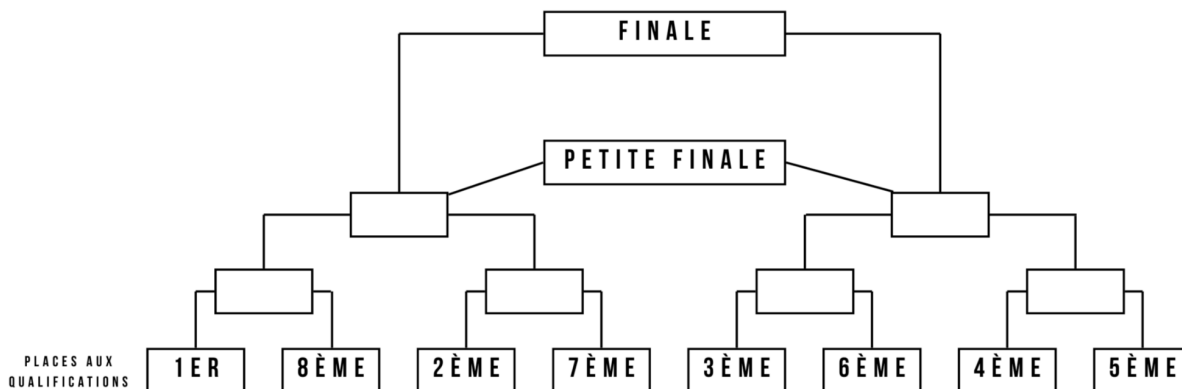 FINALE
PETITE FINALE
PLACES AUX
QUALIFICATIONS
1ER
8ÈME
2ÈME
7ÈME
3ÈME
6ÈME
4ÈME
5ÈME